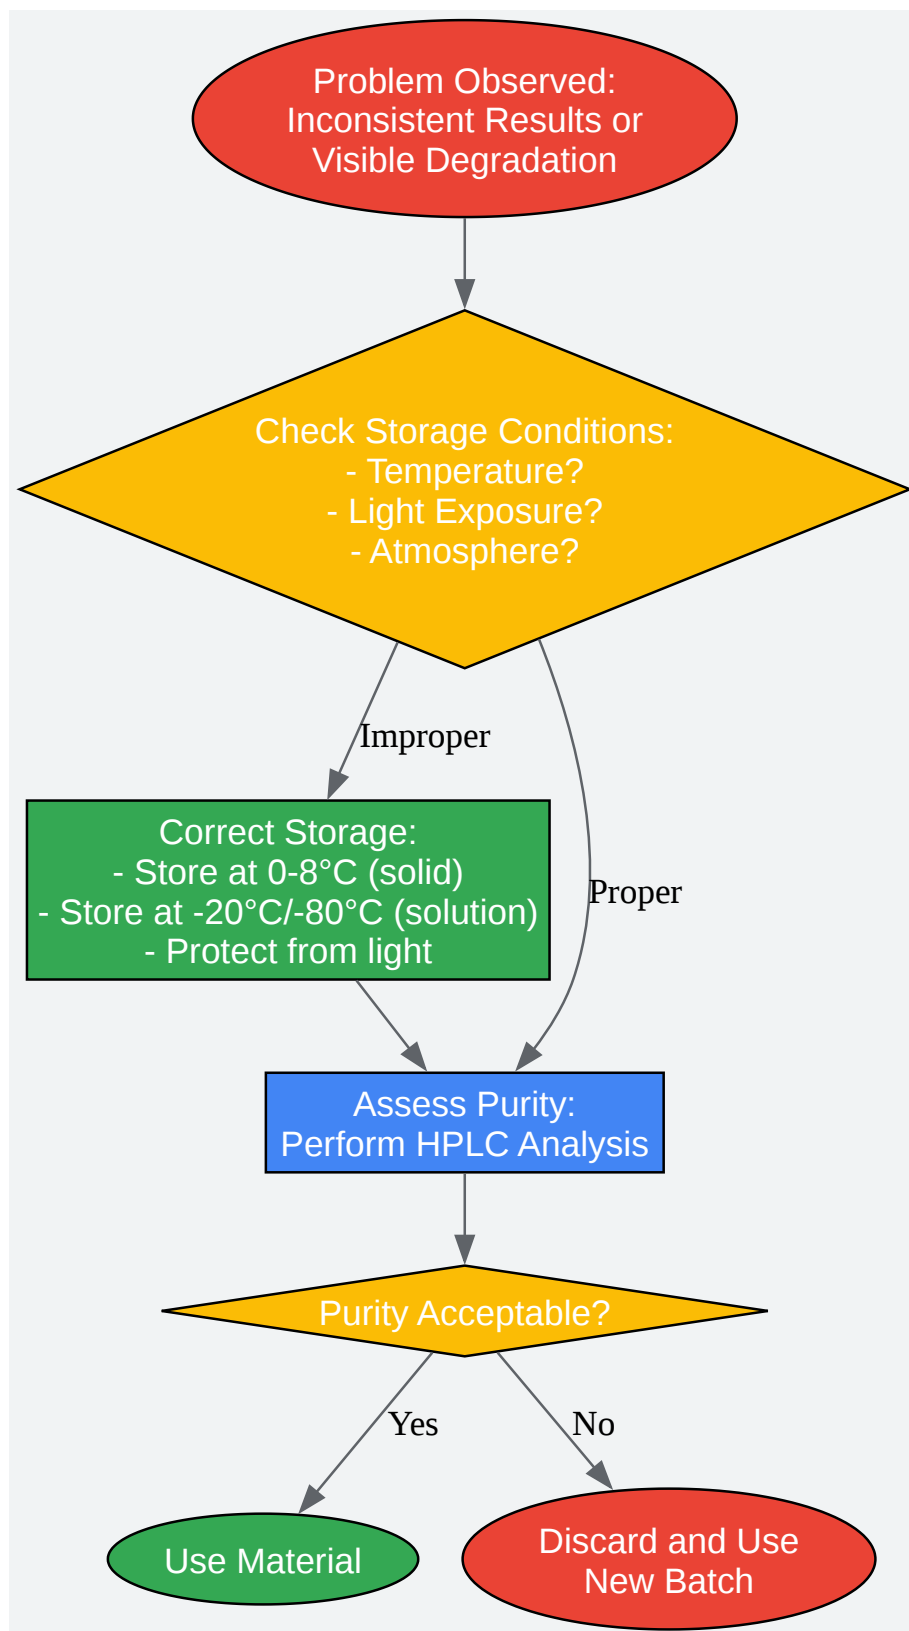 Problem Observed:
Inconsistent Results or
Visible Degradation
Check Storage Conditions:
- Temperature?
- Light Exposure?
- Atmosphere?
Improper
Correct Storage:
- Store at 0-8°C (solid)
- Store at -20°C/-80°C (solution)
- Protect from light
Proper
Assess Purity:
Perform HPLC Analysis
Purity Acceptable?
Yes
No
Use Material
Discard and Use
New Batch